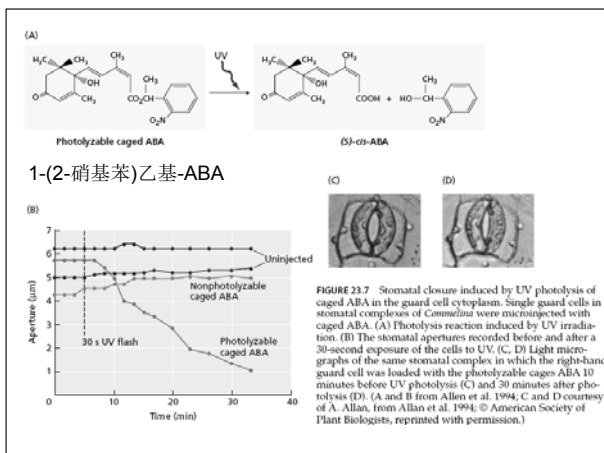 (A)
H₃C
CH₃
CH₃
OH
CH₃
O
CO₂
CH₃
O₂N
UV
H₃C
CH₃
CH₃
OH
CH₃
O
COOH
+
CH₃
HO
O₂N
Photolyzable caged ABA
(S)-cis-ABA
1-(2-硝基苯)乙基-ABA
(B)
7
6
5
4
3
2
1
Aperture (μm)
0
10
20
30
40
Time (min)
30 s UV flash
Uninjected
Nonphotolyzable
caged ABA
Photolyzable
caged ABA
(C)
(D)
FIGURE 23.7 Stomatal closure induced by UV photolysis of
caged ABA in the guard cell cytoplasm. Single guard cells in
stomatal complexes of Commelina were microinjected with
caged ABA. (A) Photolysis reaction induced by UV irradia-
tion. (B) The stomatal apertures recorded before and after a
30-second exposure of the cells to UV. (C, D) Light micro-
graphs of the same stomatal complex in which the right-hand
guard cell was loaded with the photolyzable cages ABA 10
minutes before UV photolysis (C) and 30 minutes after pho-
tolysis (D). (A and B from Allen et al. 1994; C and D courtesy
of A. Allan, from Allan et al. 1994; © American Society of
Plant Biologists, reprinted with permission.)